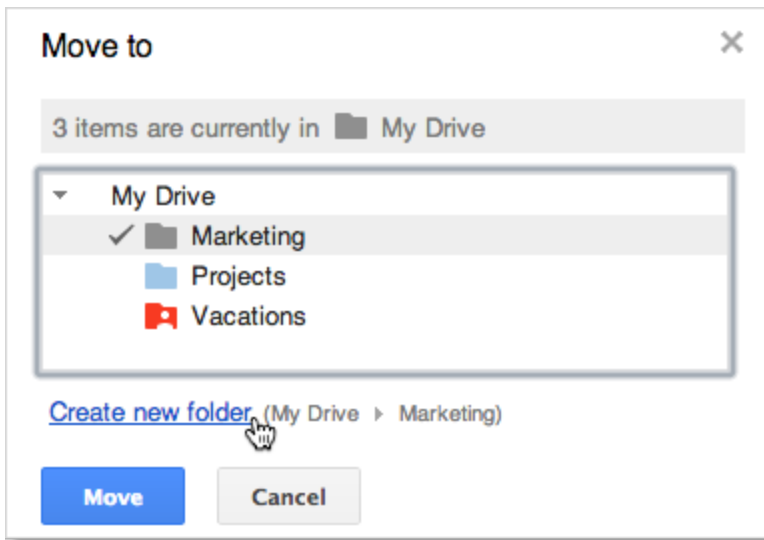 Move to
3 items are currently in My Drive
My Drive
Marketing
Projects
Vacations
Create new folder (My Drive ▸ Marketing)
Move Cancel